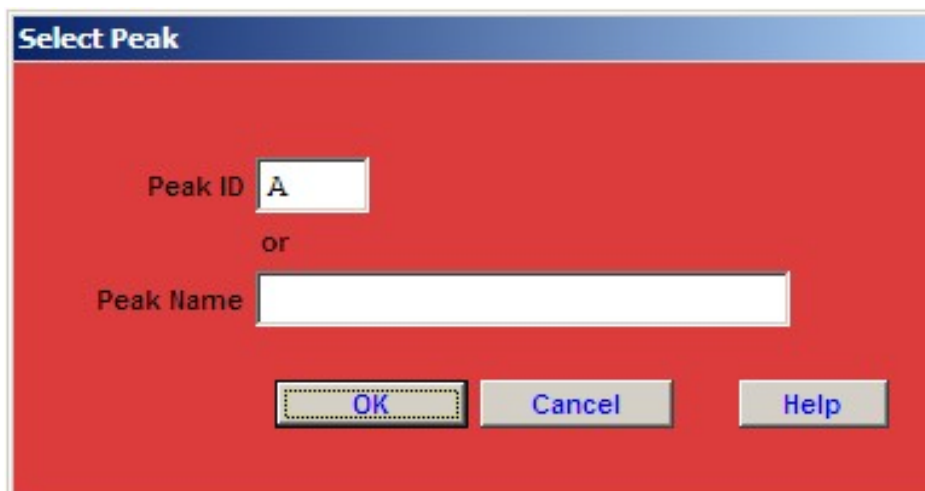 Select Peak
Peak ID A
or
Peak Name
OK Cancel Help